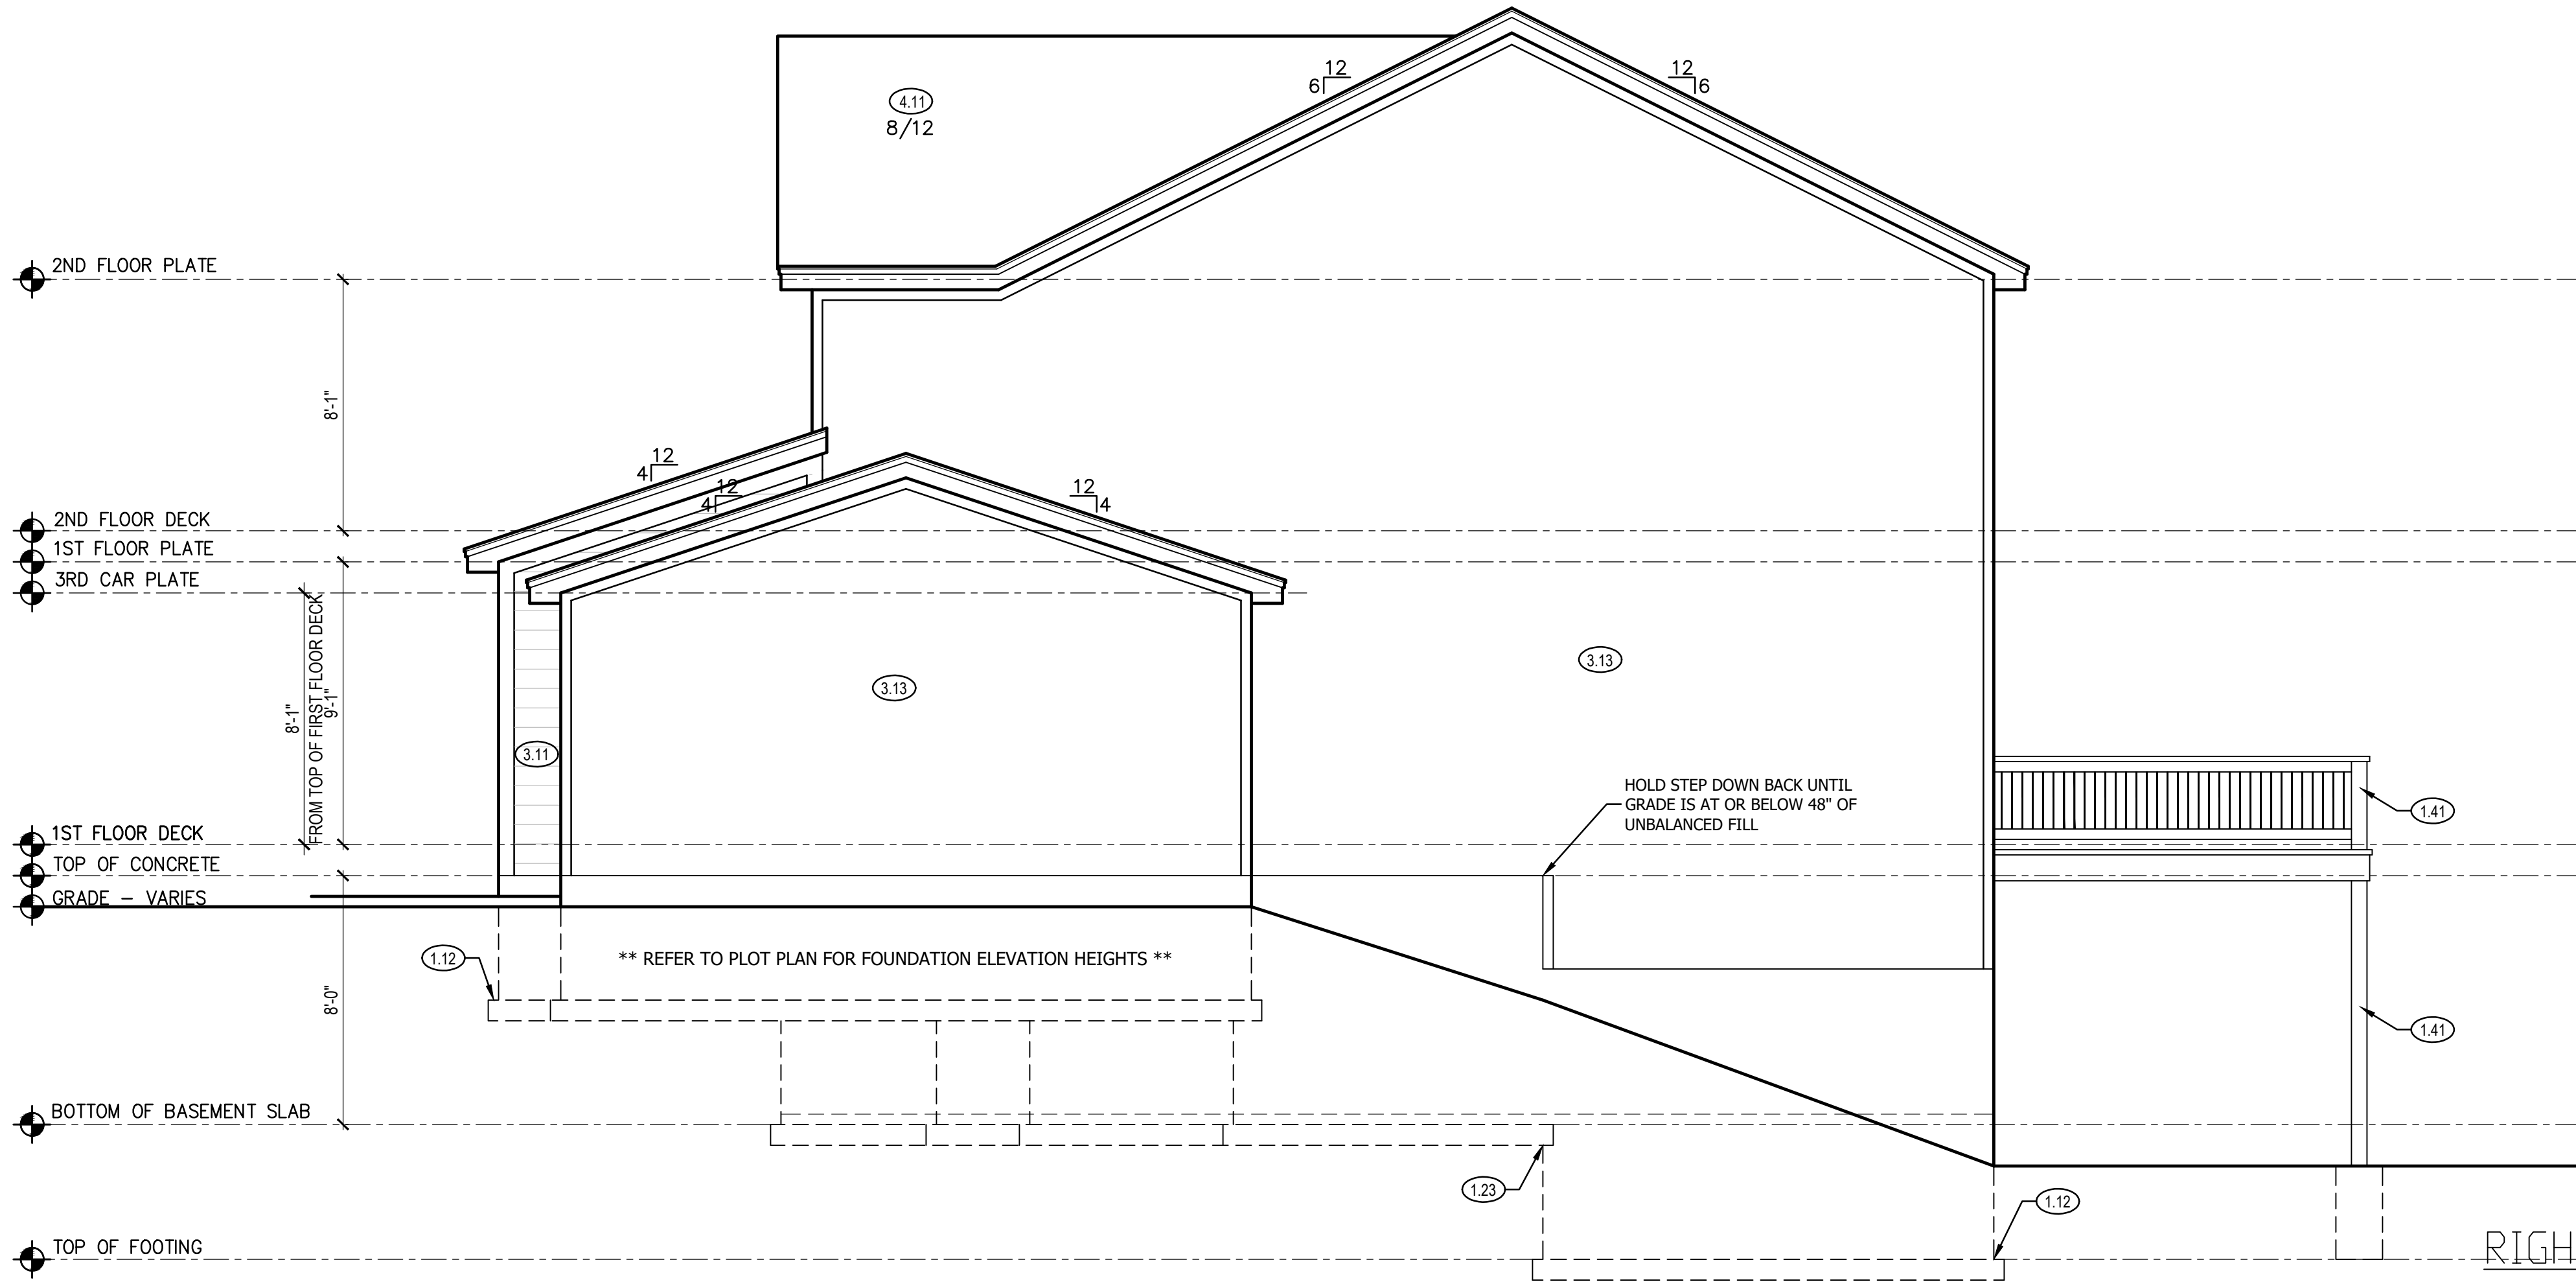 12
6
12
6
4.11
8/12
2ND FLOOR PLATE
8'-1"
12
4
12
4
12
4
2ND FLOOR DECK
1ST FLOOR PLATE
3RD CAR PLATE
8'-1"
FROM TOP OF FIRST FLOOR DECK
9'-1"
3.13
3.13
3.11
HOLD STEP DOWN BACK UNTIL
GRADE IS AT OR BELOW 48" OF
UNBALANCED FILL
1.41
1ST FLOOR DECK
TOP OF CONCRETE
GRADE – VARIES
1.12
** REFER TO PLOT PLAN FOR FOUNDATION ELEVATION HEIGHTS **
8'-0"
1.41
BOTTOM OF BASEMENT SLAB
1.23
1.12
TOP OF FOOTING
RIGH